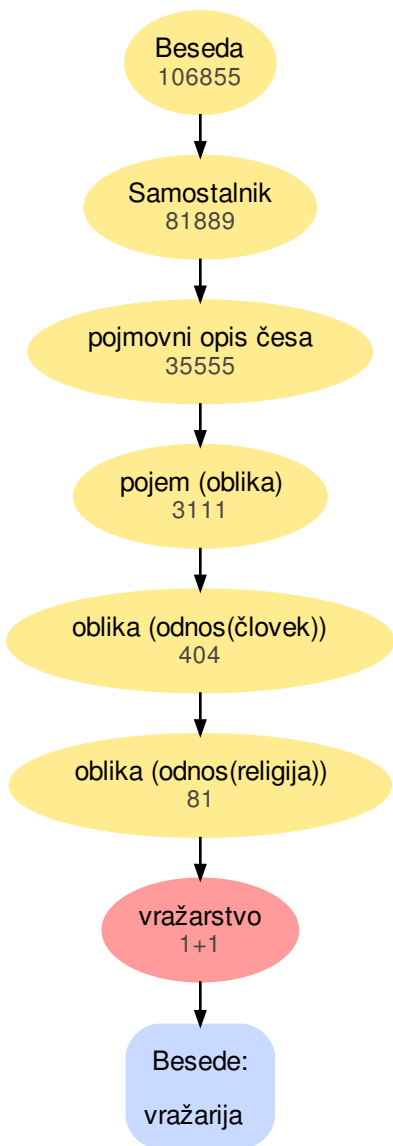 Beseda
106855
Samostalnik
81889
pojmovni opis česa
35555
pojem (oblika)
3111
oblika (odnos(človek))
404
oblika (odnos(religija))
81
vražarstvo
1+1
Besede:
vražarija